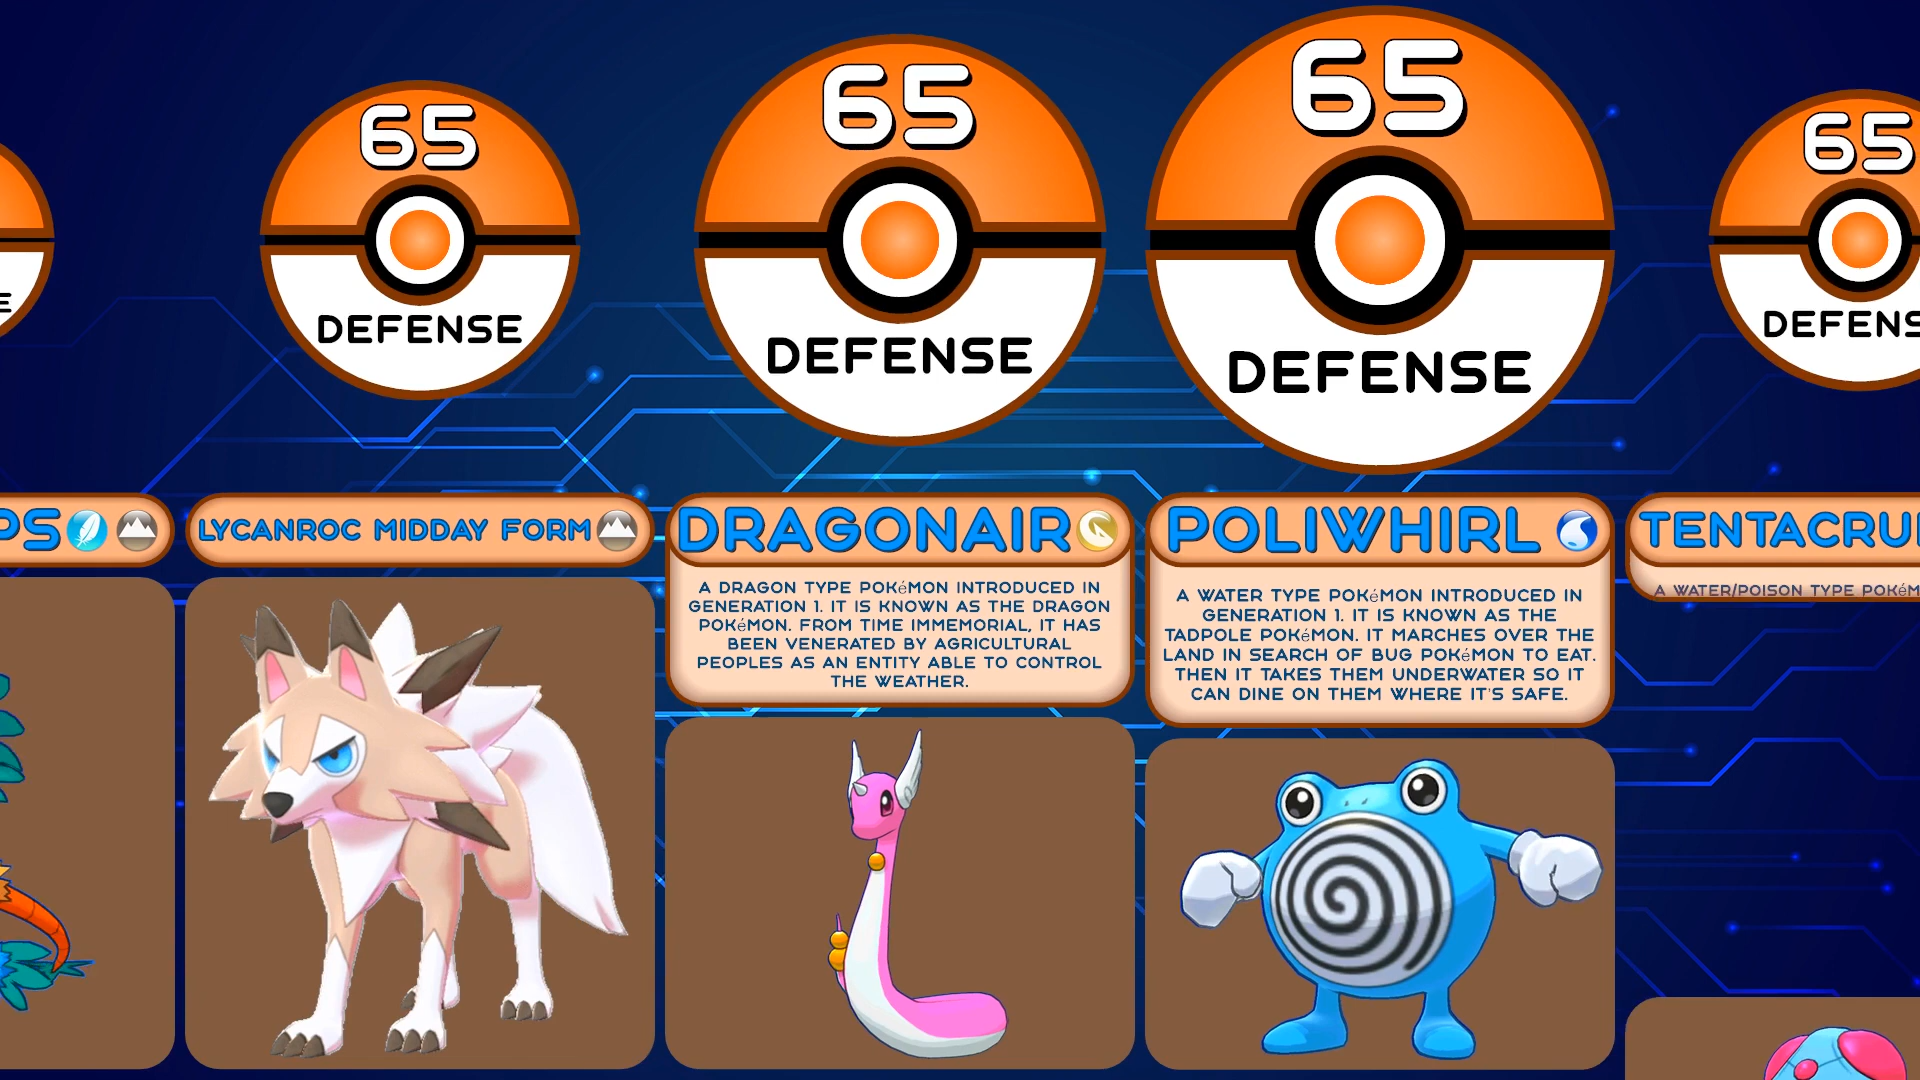 65
DEFENSE
65
DEFENSE
65
DEFENSE
65
LYCANROC MIDDAY FORM
DRAGONAIR
A DRAGON TYPE POKéMON INTRODUCED IN
GENERATION 1. IT IS KNOWN AS THE DRAGON
POKéMON. FROM TIME IMMEMORIAL, IT HAS
BEEN VENERATED BY AGRICULTURAL
PEOPLES AS AN ENTITY ABLE TO CONTROL
THE WEATHER.
POLIWHIRL
A WATER TYPE POKéMON INTRODUCED IN
GENERATION 1. IT IS KNOWN AS THE
TADPOLE POKéMON. IT MARCHES OVER THE
LAND IN SEARCH OF BUG POKéMON TO EAT.
THEN IT TAKES THEM UNDERWATER SO IT
CAN DINE ON THEM WHERE IT'S SAFE.
A WATER/POISON TYPE